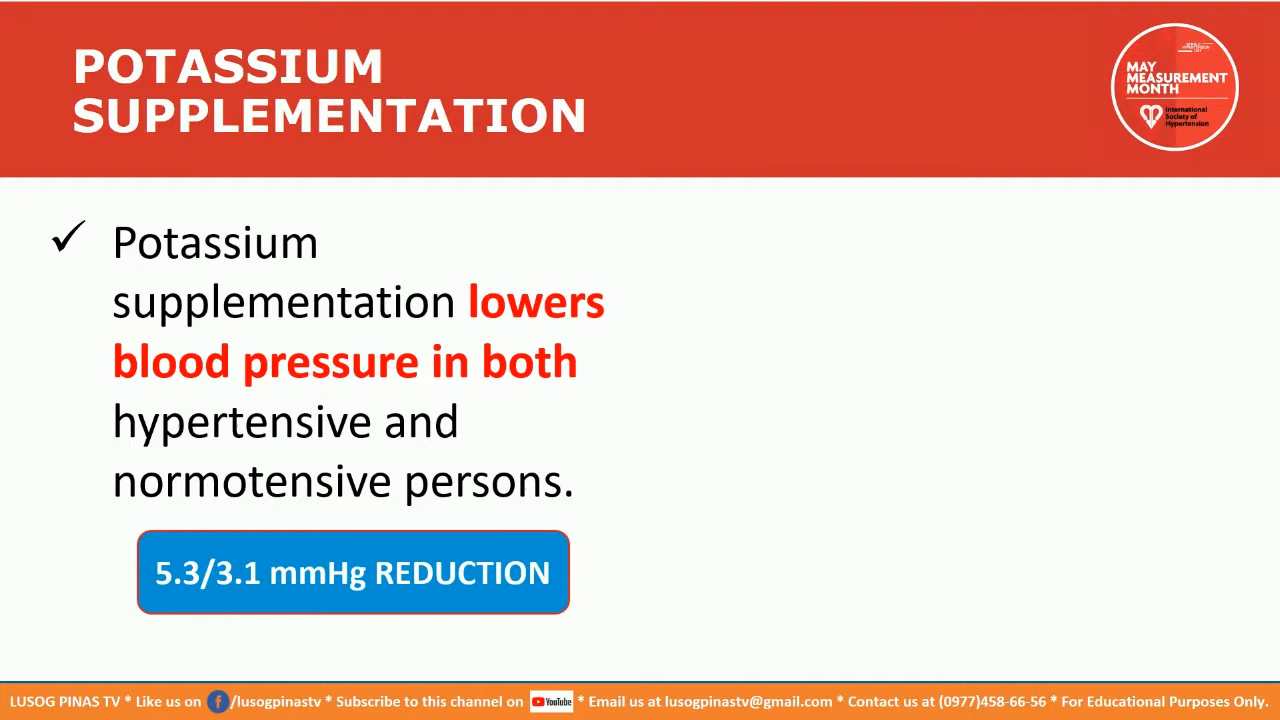 POTASSIUM
SUPPLEMENTATION
MAY
MEASUREMENT
MONTH
International
Society of
Hypertension
✓ Potassium
supplementation lowers
blood pressure in both
hypertensive and
normotensive persons.
5.3/3.1 mmHg REDUCTION
LUSOG PINAS TV * Like us on f /lusogpinastv * Subscribe to this channel on YouTube * Email us at lusogpinastv@gmail.com * Contact us at (0977)458-66-56 * For Educational Purposes Only.